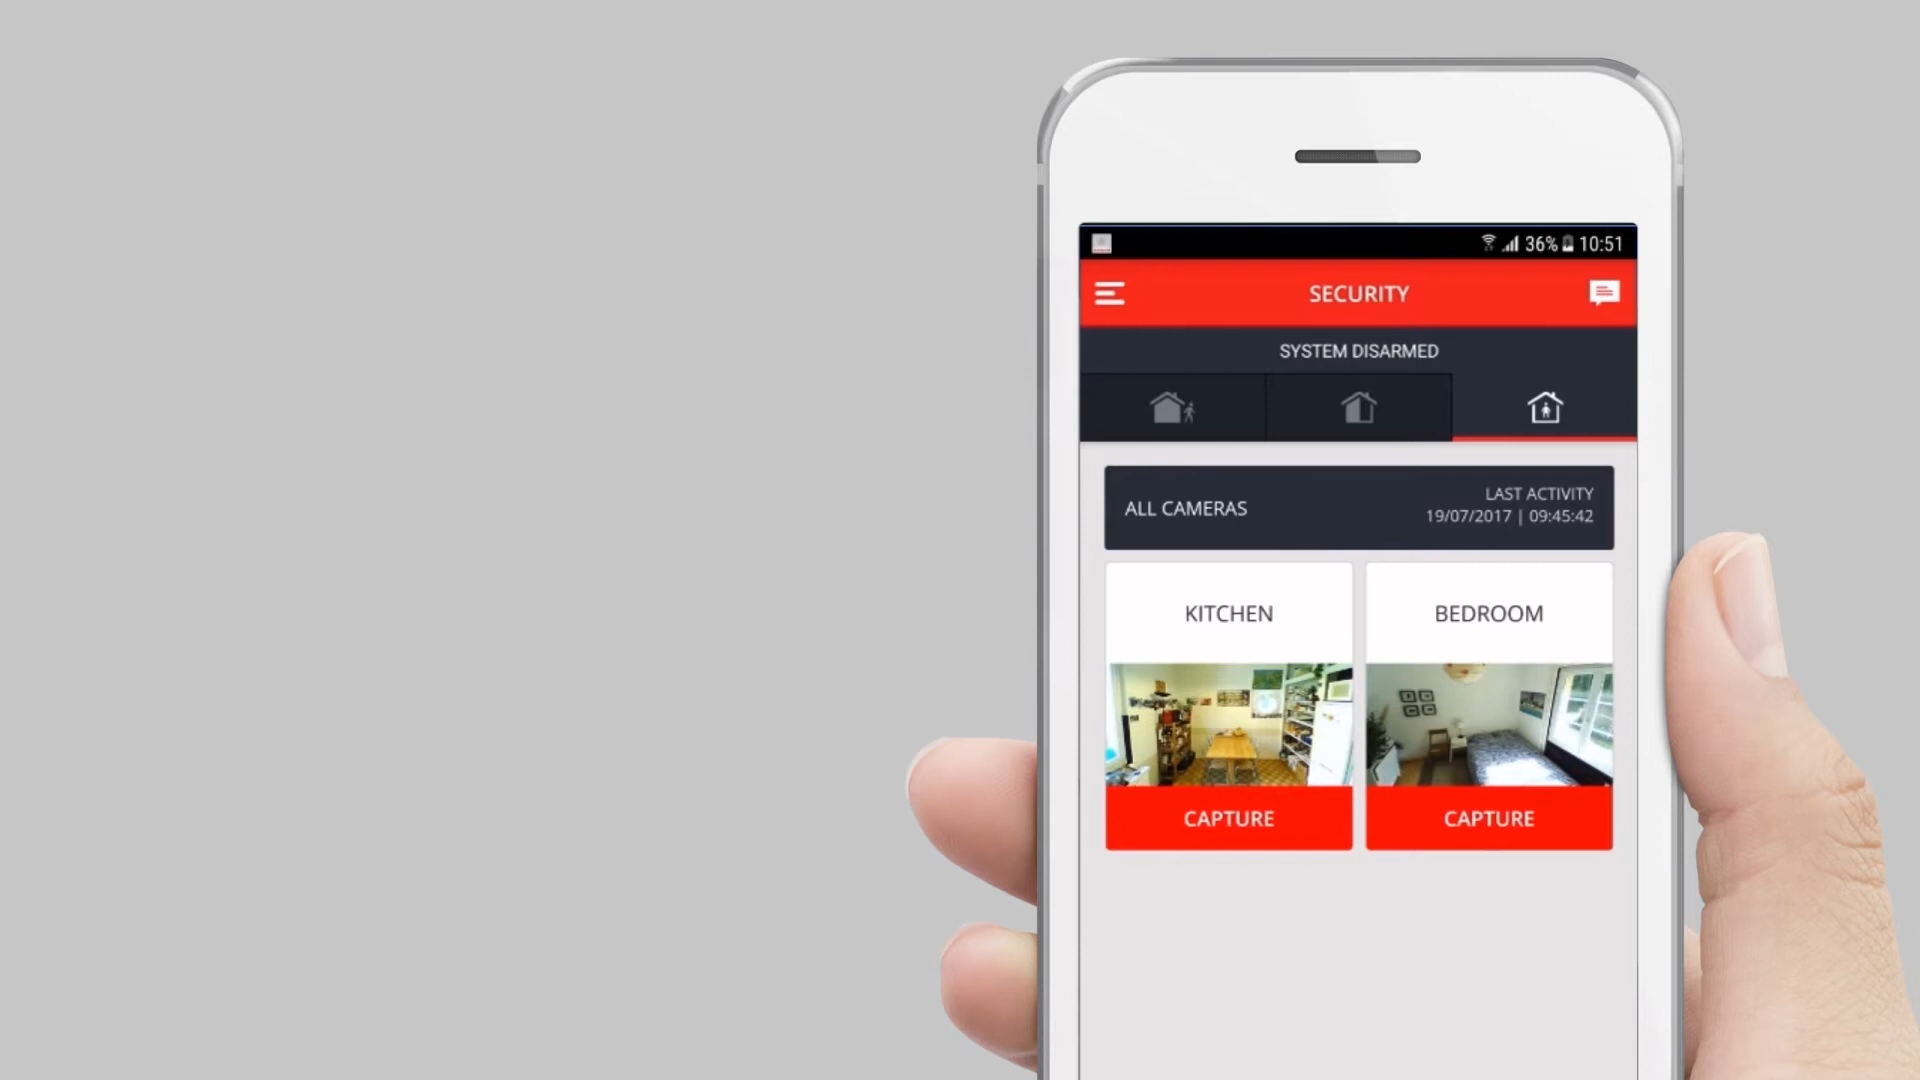 36% 10:51
SECURITY
SYSTEM DISARMED
ALL CAMERAS
LAST ACTIVITY
19/07/2017 | 09:45:42
KITCHEN
BEDROOM
CAPTURE
CAPTURE